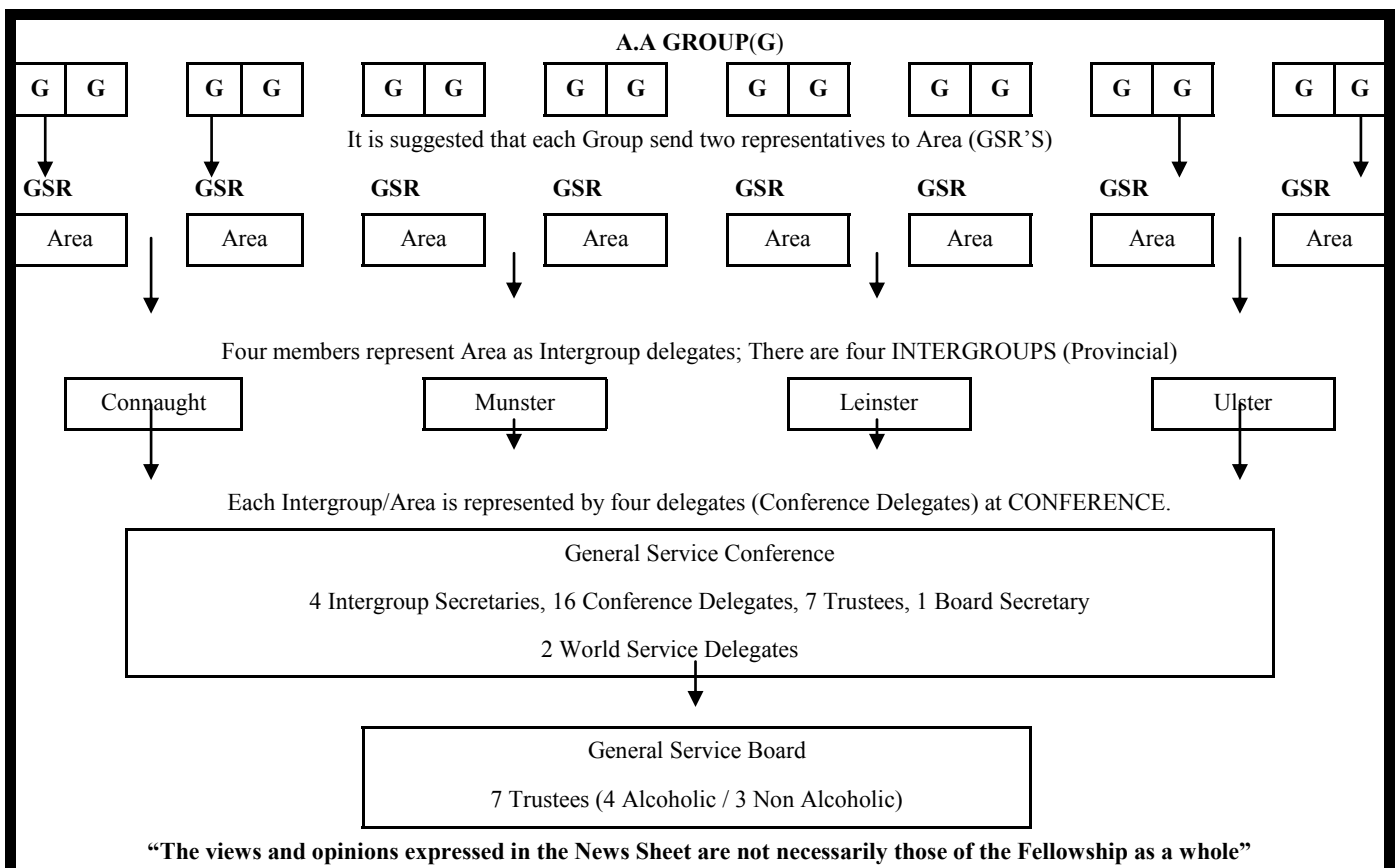 A.A GROUP(G)
G G G G G G G G G G G G G G G G
It is suggested that each Group send two representatives to Area (GSR’S)
GSR GSR GSR GSR GSR GSR GSR GSR
Area Area Area Area Area Area Area Area
Four members represent Area as Intergroup delegates; There are four INTERGROUPS (Provincial)
Connaught Munster Leinster Ulster
Each Intergroup/Area is represented by four delegates (Conference Delegates) at CONFERENCE.
General Service Conference
4 Intergroup Secretaries, 16 Conference Delegates, 7 Trustees, 1 Board Secretary
2 World Service Delegates
General Service Board
7 Trustees (4 Alcoholic / 3 Non Alcoholic)
“The views and opinions expressed in the News Sheet are not necessarily those of the Fellowship as a whole”